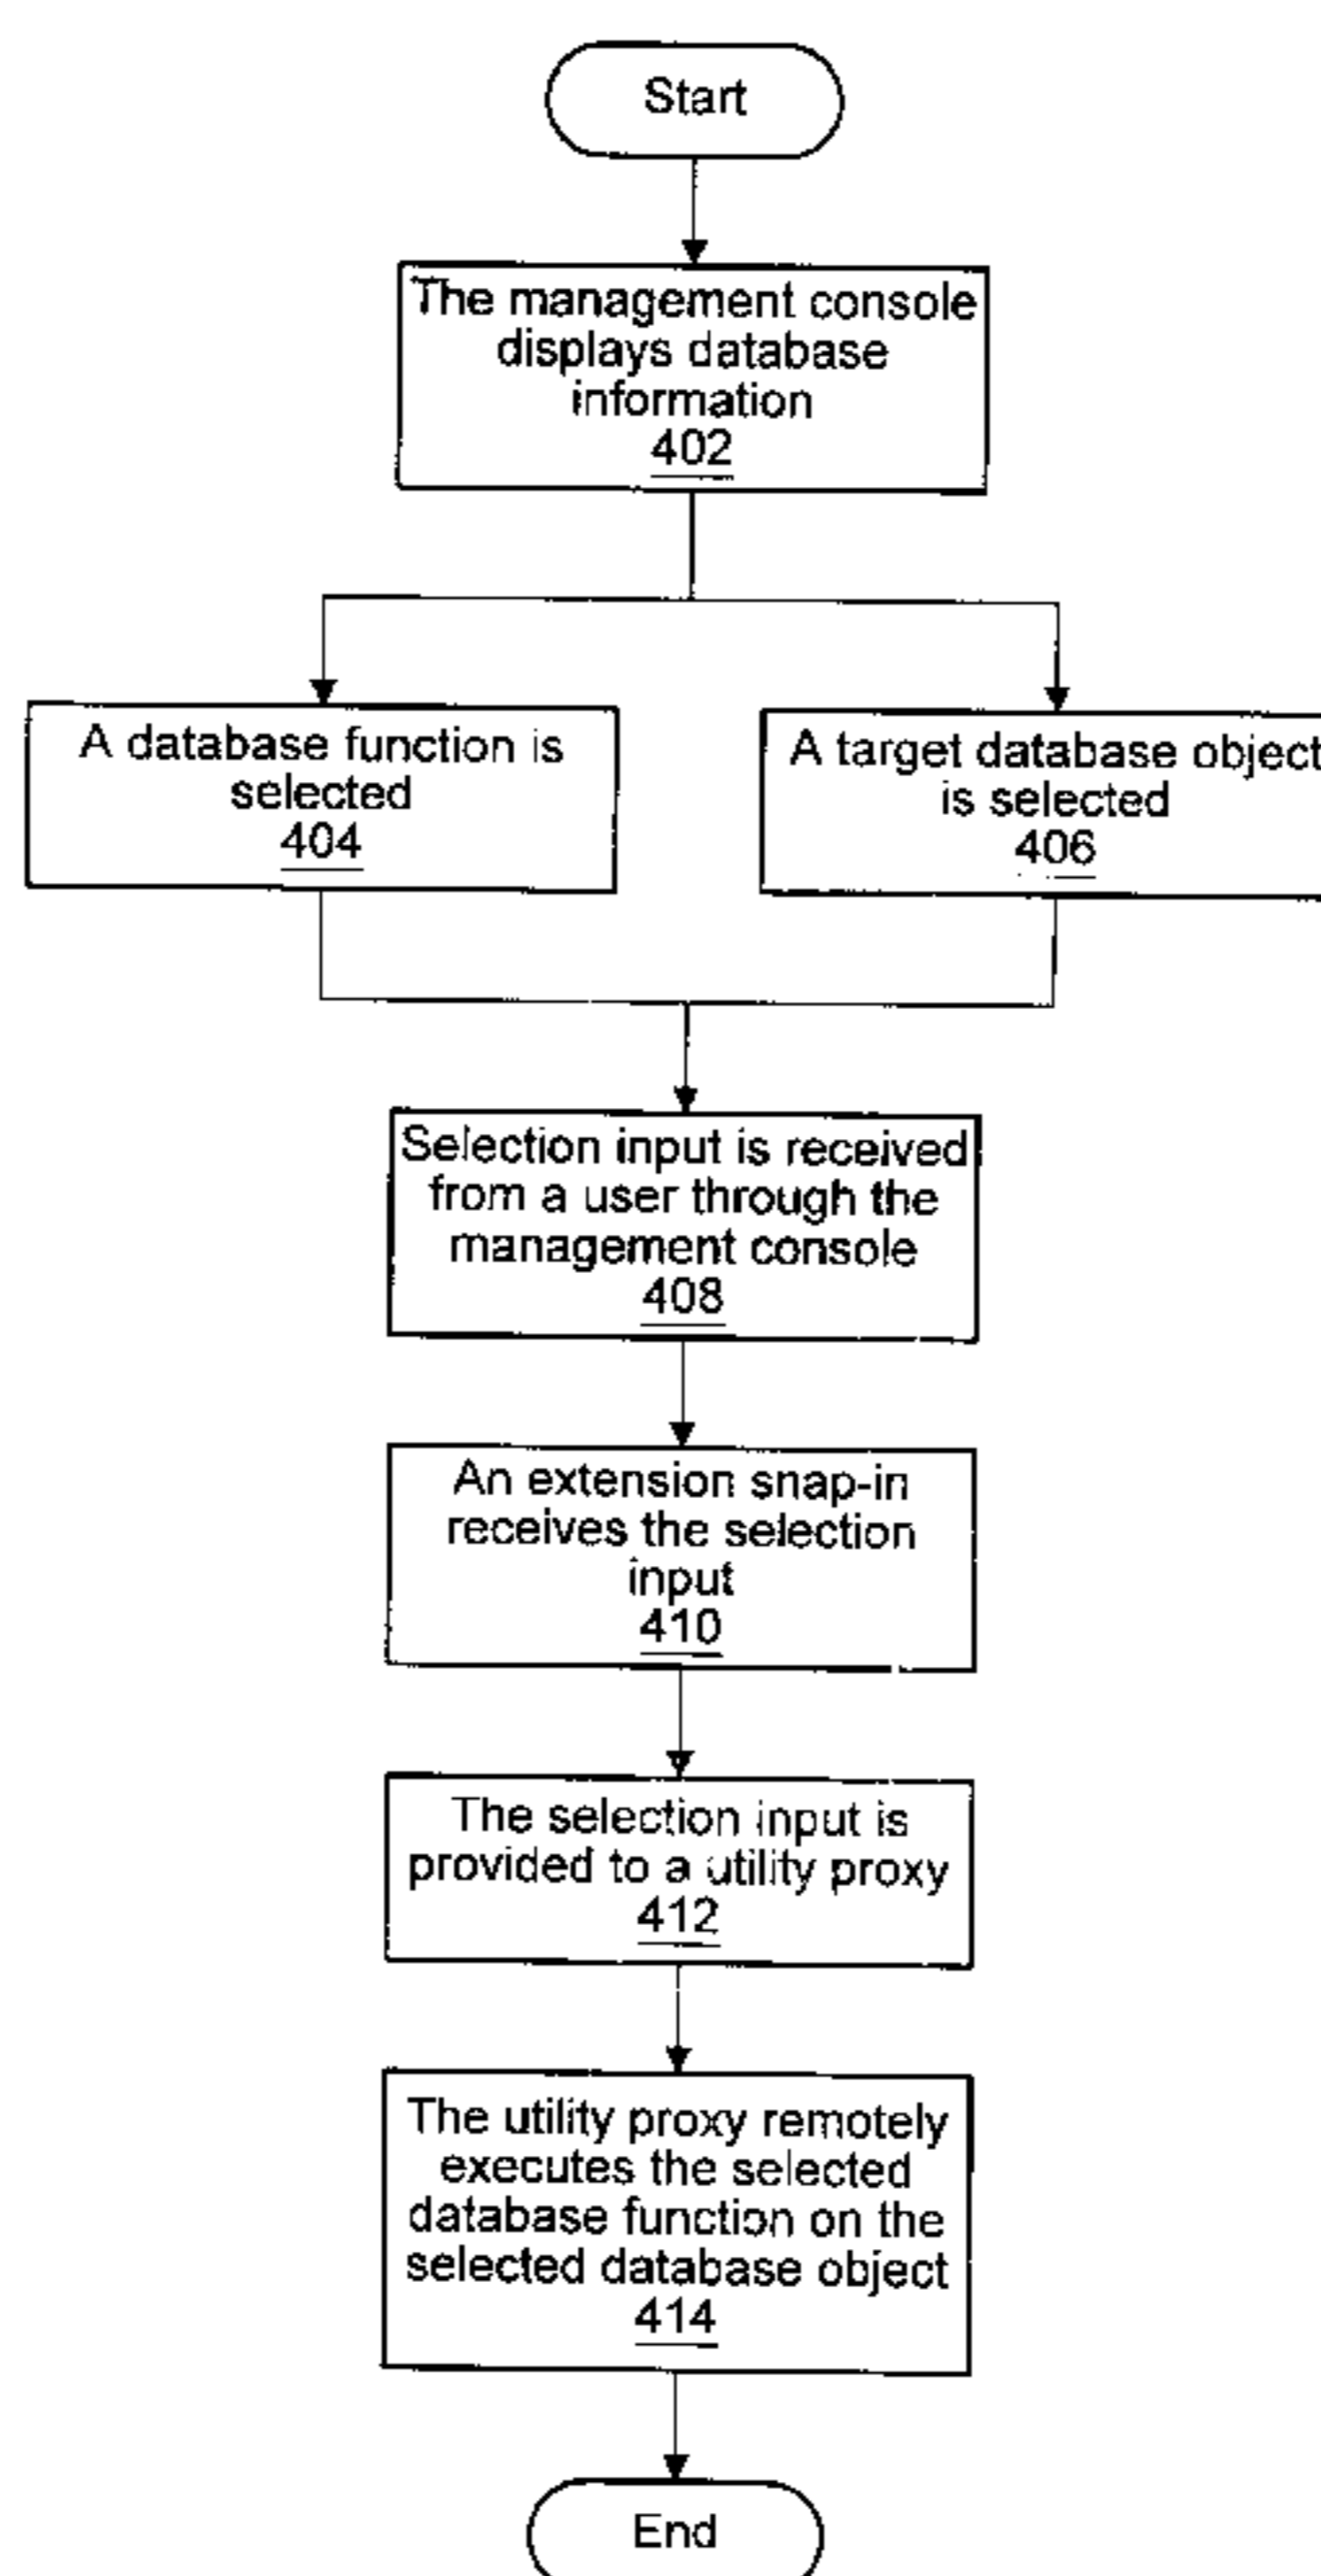 Start
The management console
displays database
information
402
A database function is
selected
404
A target database object
is selected
406
Selection input is received
from a user through the
management console
408
An extension snap-in
receives the selection
input
410
The selection input is
provided to a utility proxy
412
The utility proxy remotely
executes the selected
database function on the
selected database object
414
End